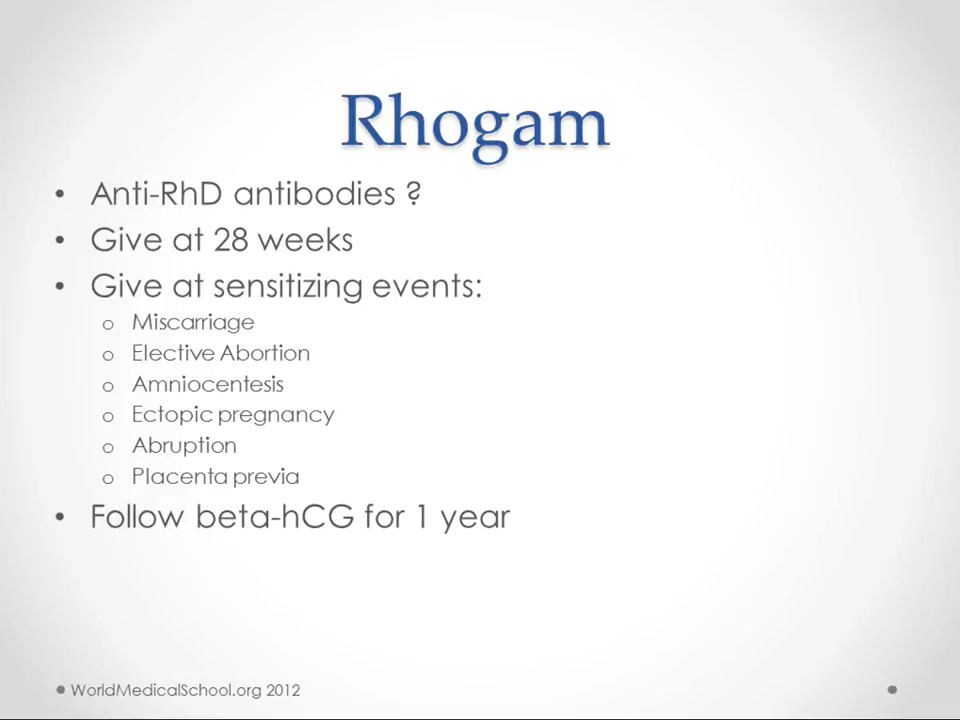 Rhogam
• Anti-RhD antibodies ?
• Give at 28 weeks
• Give at sensitizing events:
o Miscarriage
o Elective Abortion
o Amniocentesis
o Ectopic pregnancy
o Abruption
o Placenta previa
• Follow beta-hCG for 1 year
• WorldMedicalSchool.org 2012